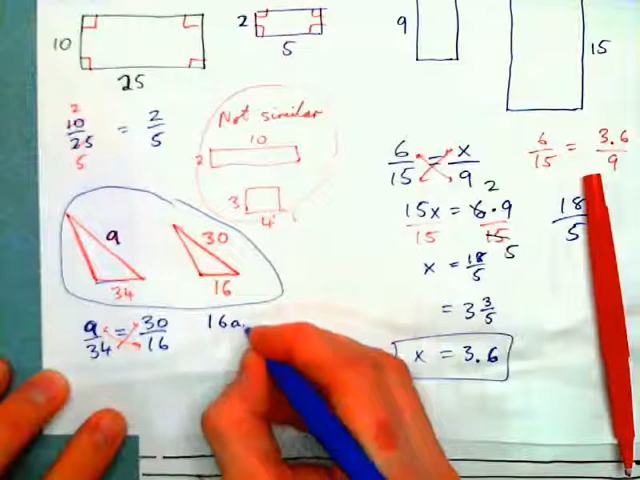 10
25
2
5
9
15
2
10
25
5
= 2/5
Not similar
10
2
3
4
6/15 = x/9
6/15 = 3.6/9
2
15x = 6·9
15 15
5
18
5
x = 18/5
= 3 3/5
x = 3.6
a
34
30
16
a/34 = 30/16
16a